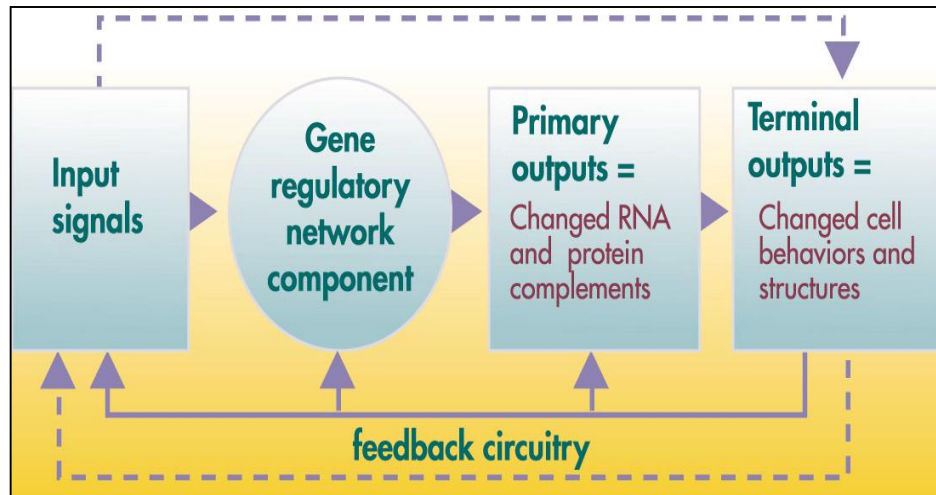 Input
signals
Gene
regulatory
network
component
Primary
outputs =
Changed RNA
and protein
complements
Terminal
outputs =
Changed cell
behaviors and
structures
feedback circuitry